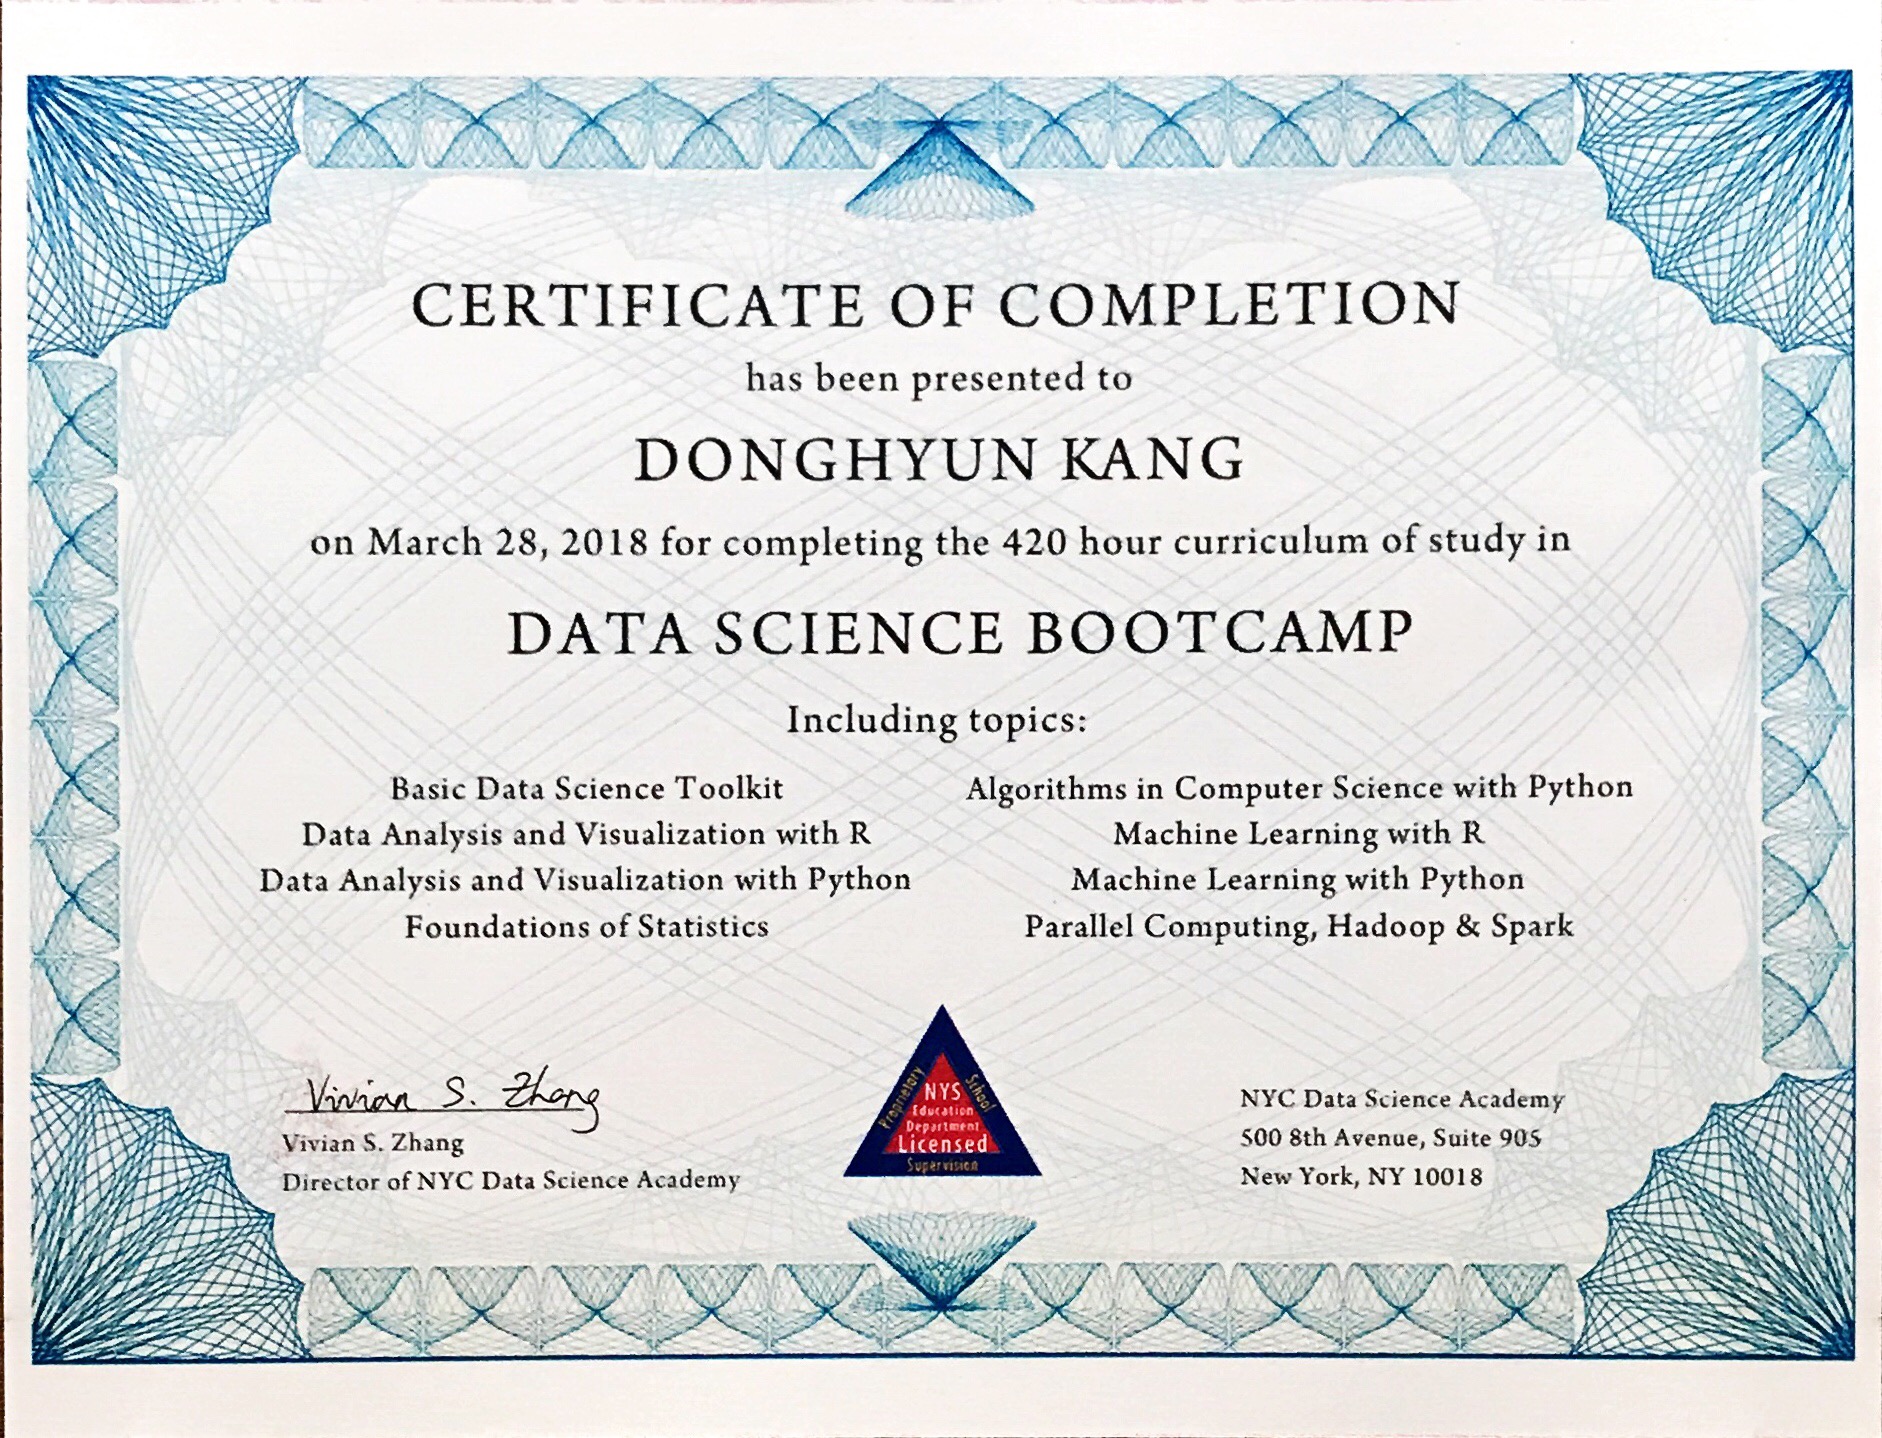 CERTIFICATE OF COMPLETION
has been presented to
DONGHYUN KANG
on March 28, 2018 for completing the 420 hour curriculum of study in
DATA SCIENCE BOOTCAMP
Including topics:
Basic Data Science Toolkit
Data Analysis and Visualization with R
Data Analysis and Visualization with Python
Foundations of Statistics
Algorithms in Computer Science with Python
Machine Learning with R
Machine Learning with Python
Parallel Computing, Hadoop & Spark
Vivian S. Zhang
Vivian S. Zhang
Director of NYC Data Science Academy
Proprietary
School
NYS
Education
Department
Licensed
Supervision
NYC Data Science Academy
500 8th Avenue, Suite 905
New York, NY 10018